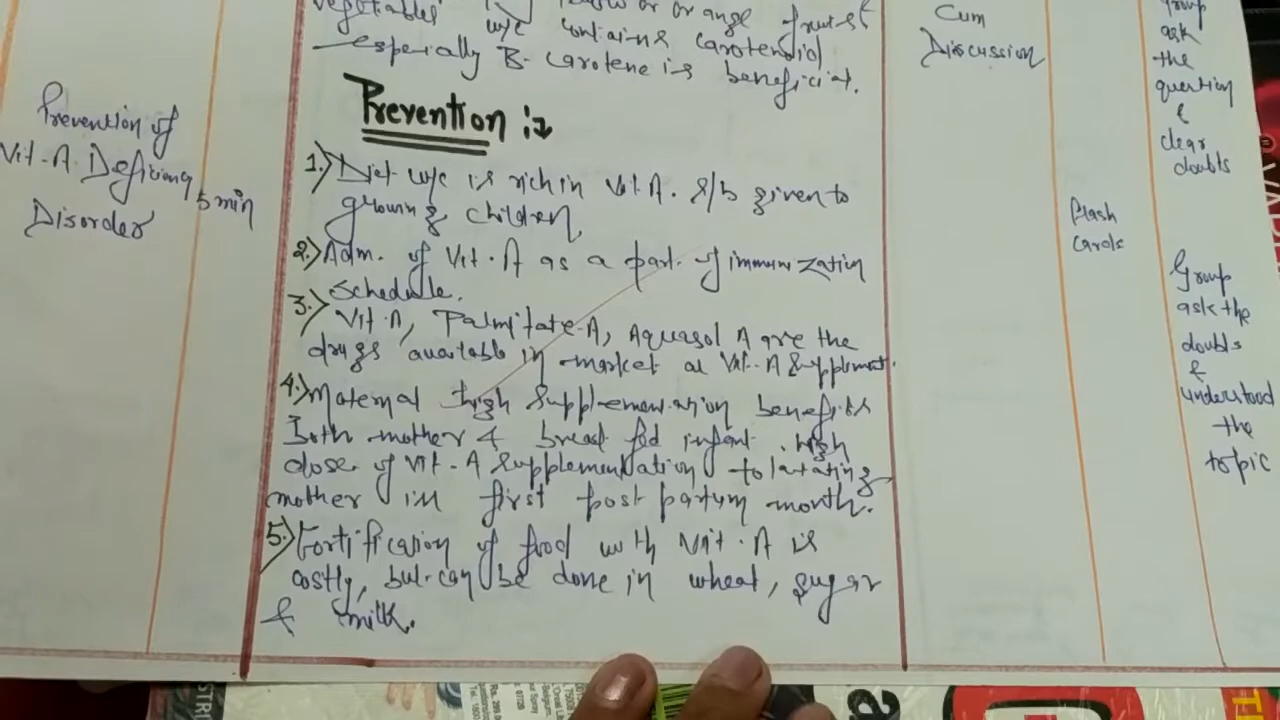 vegetables w/c yellow or orange fruits
especially B-carotene is beneficial.
w/c contains carotenoid
Cum
Discussion
group
ask
the
question
&
clear
doubts
Prevention of
Vit-A Deficiency
Disorder
5 min
Prevention :-
1.> Diet w/c is rich in Vit A. s/b given to
growing children.
2.> Adm. of Vit. A as a part of immunization
Schedule.
3.> Vit. A, Palmitate-A, Aquasol A are the
drugs available in market as Vit-A Supplement.
4.> Maternal high Supplementation benefits
Both mother & breast fed infant. high
dose of Vit-A Supplementation to lactating
mother in first post partum month.
5.> Fortification of food with Vit. A is
costly, but can be done in wheat, sugar
& milk.
flash
cards
Group
ask the
doubts
&
understood
the
topic